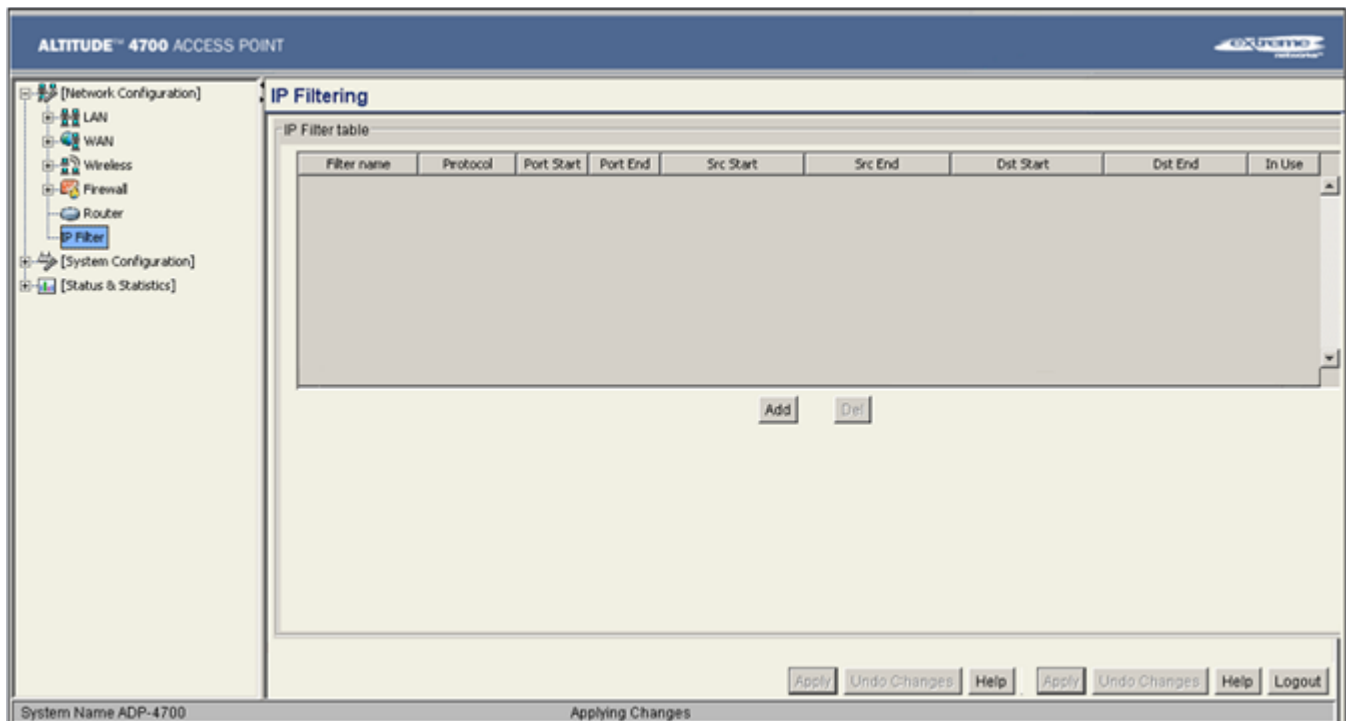 ALTITUDE™ 4700 ACCESS POINT
extreme
networks™
[Network Configuration]
LAN
WAN
Wireless
Firewall
Router
IP Filter
[System Configuration]
[Status & Statistics]
IP Filtering
IP Filter table
Filter name Protocol Port Start Port End Src Start Src End Dst Start Dst End In Use
Add Del
Apply Undo Changes Help Apply Undo Changes Help Logout
System Name ADP-4700 Applying Changes